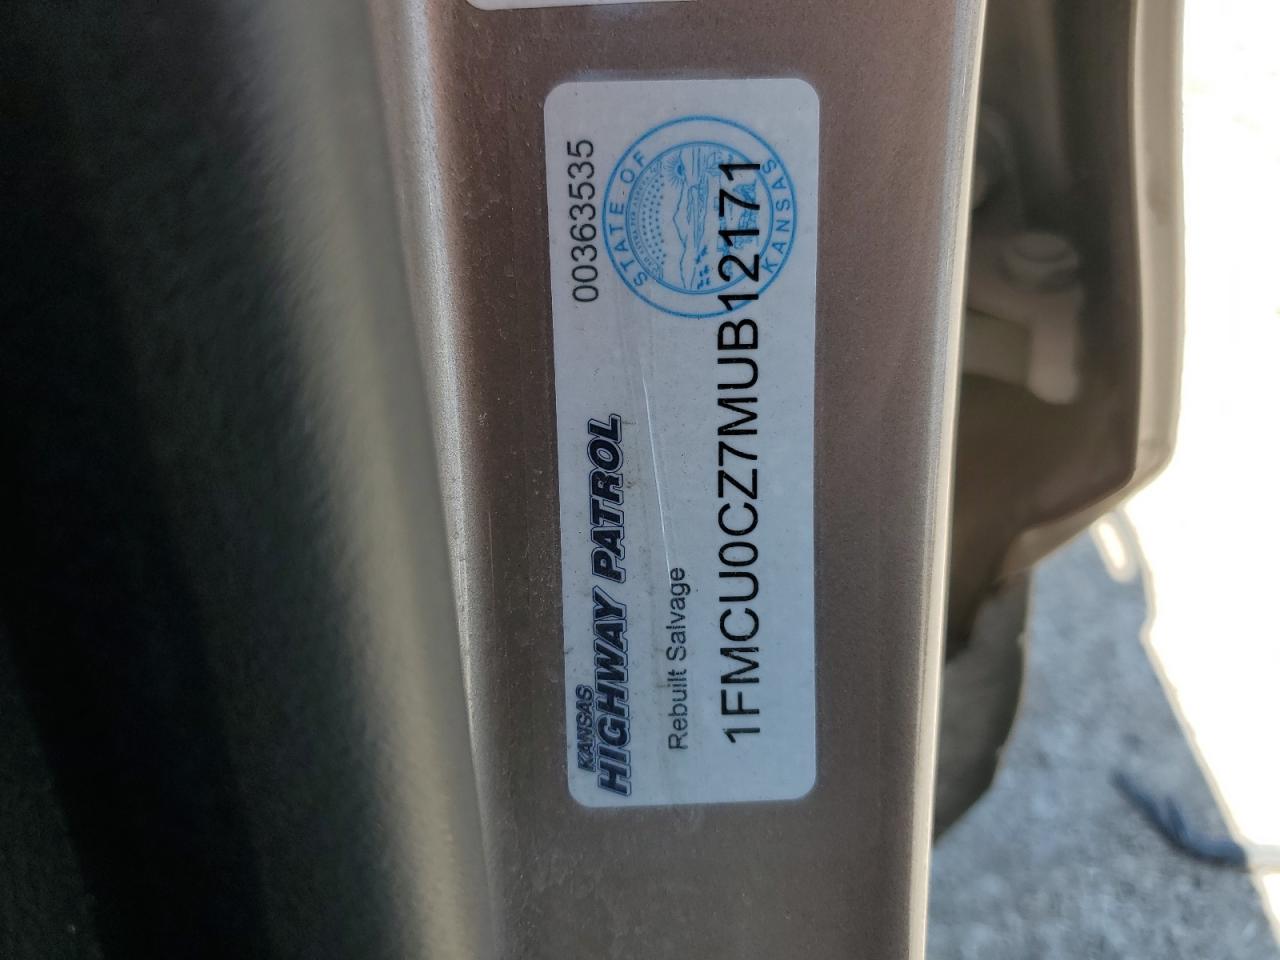 KANSAS
HIGHWAY PATROL
00363535
Rebuilt Salvage
1FMCU0CZ7MUB12171
STATE OF
KANSAS